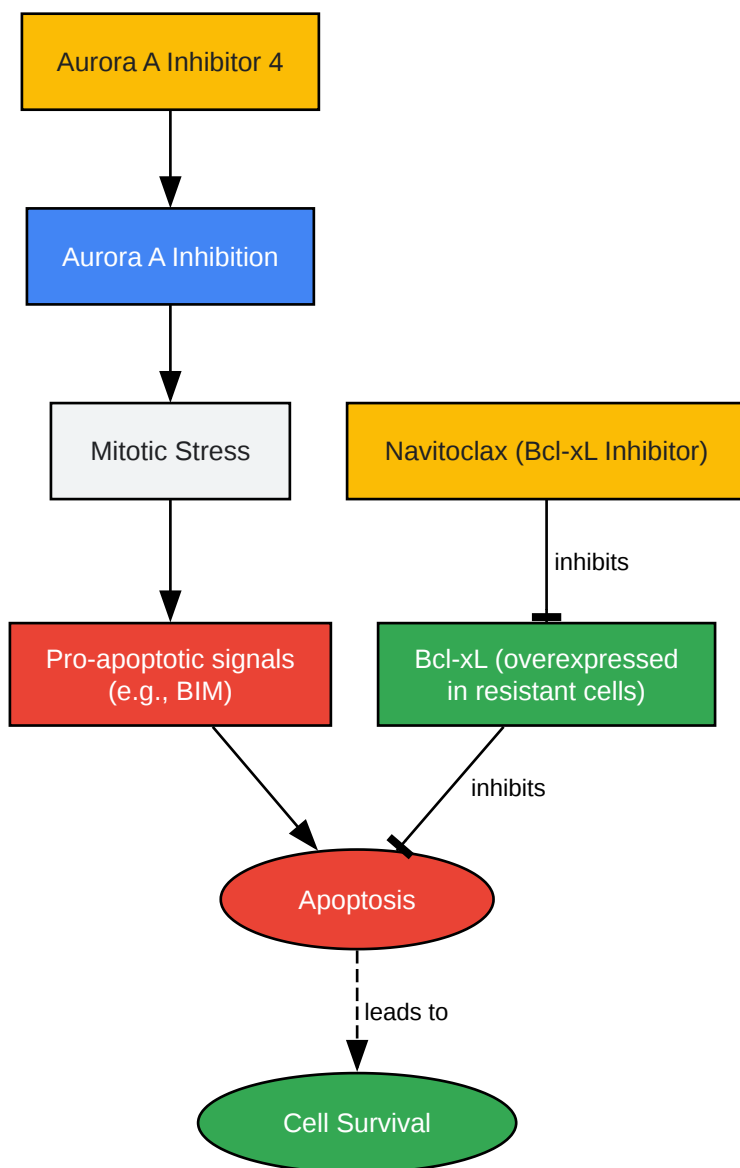 Aurora A Inhibitor 4
Aurora A Inhibition
Mitotic Stress
Navitoclax (Bcl-xL Inhibitor)
inhibits
Pro-apoptotic signals
(e.g., BIM)
Bcl-xL (overexpressed
in resistant cells)
inhibits
Apoptosis
leads to
Cell Survival